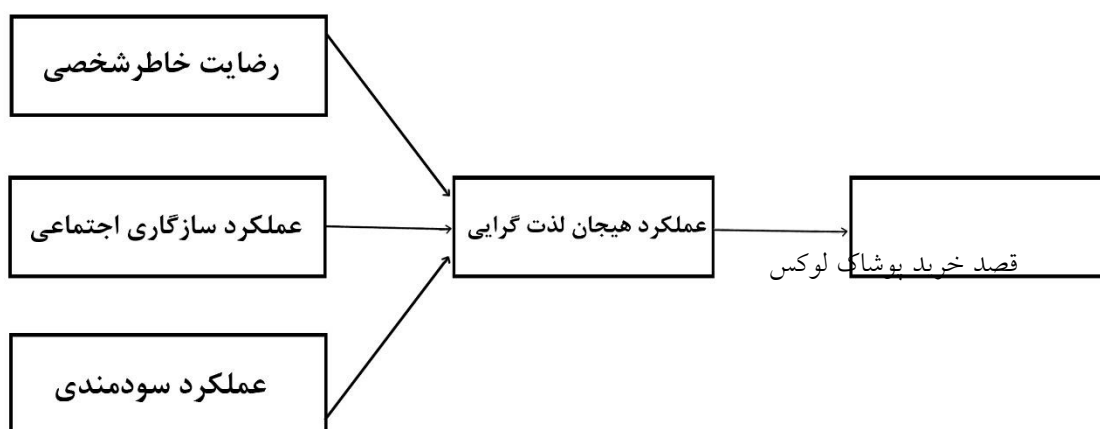 رضایت خاطرشخصی
عملکرد سازگاری اجتماعی
عملکرد هیجان لذت گرایی
قصد خرید پوشاک لوکس
عملکرد سودمندی